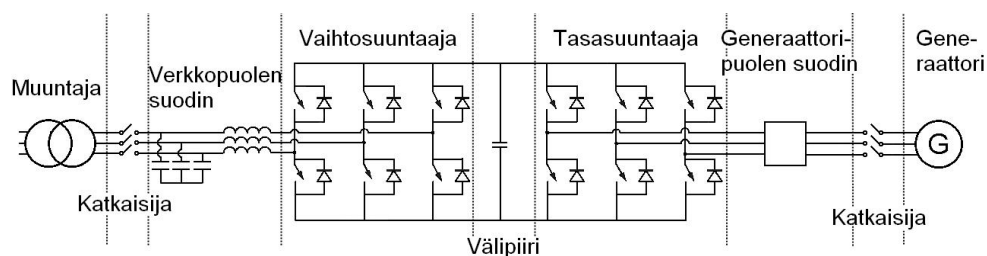 Muuntaja
Katkaisija
Verkkopuolen
suodin
Vaihtosuuntaaja
Välipiiri
Tasasuuntaaja
Generaattori-
puolen suodin
Katkaisija
Gene-
raattori
G